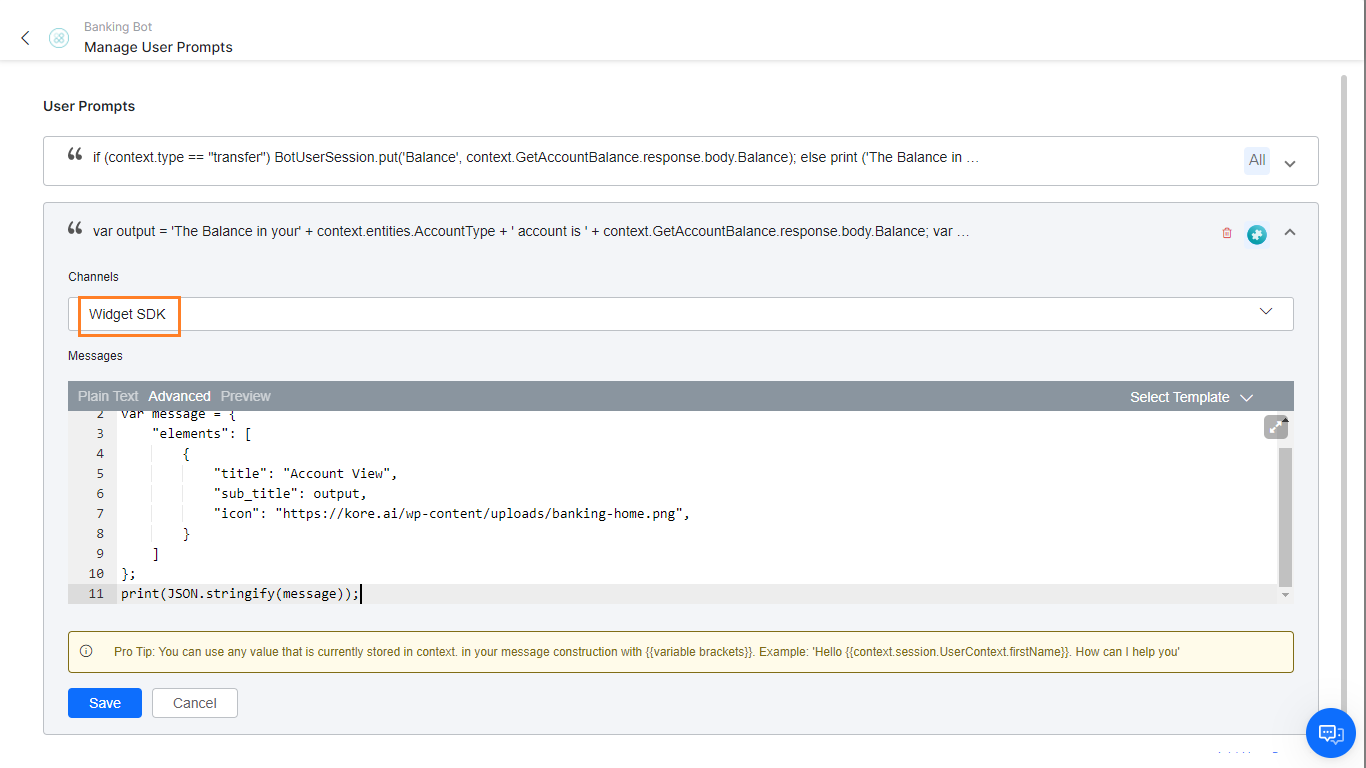 Banking Bot
Manage User Prompts
User Prompts
“ if (context.type == "transfer") BotUserSession.put('Balance', context.GetAccountBalance.response.body.Balance); else print ('The Balance in … All
“ var output = 'The Balance in your' + context.entities.AccountType + ' account is ' + context.GetAccountBalance.response.body.Balance; var …
Channels
Widget SDK
Messages
Plain Text Advanced Preview Select Template
2 var message = {
3 "elements": [
4 {
5 "title": "Account View",
6 "sub_title": output,
7 "icon": "https://kore.ai/wp-content/uploads/banking-home.png",
8 }
9 ]
10 };
11 print(JSON.stringify(message));
Pro Tip: You can use any value that is currently stored in context. in your message construction with {{variable brackets}}. Example: 'Hello {{context.session.UserContext.firstName}}. How can I help you'
Save Cancel